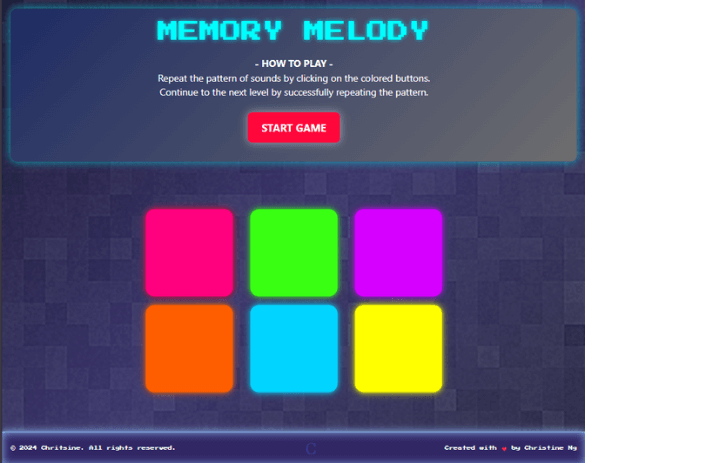 MEMORY MELODY
- HOW TO PLAY -
Repeat the pattern of sounds by clicking on the colored buttons.
Continue to the next level by successfully repeating the pattern.
START GAME
© 2024 Chritsine. All rights reserved.
C
Created with ♥ by Christine Ng